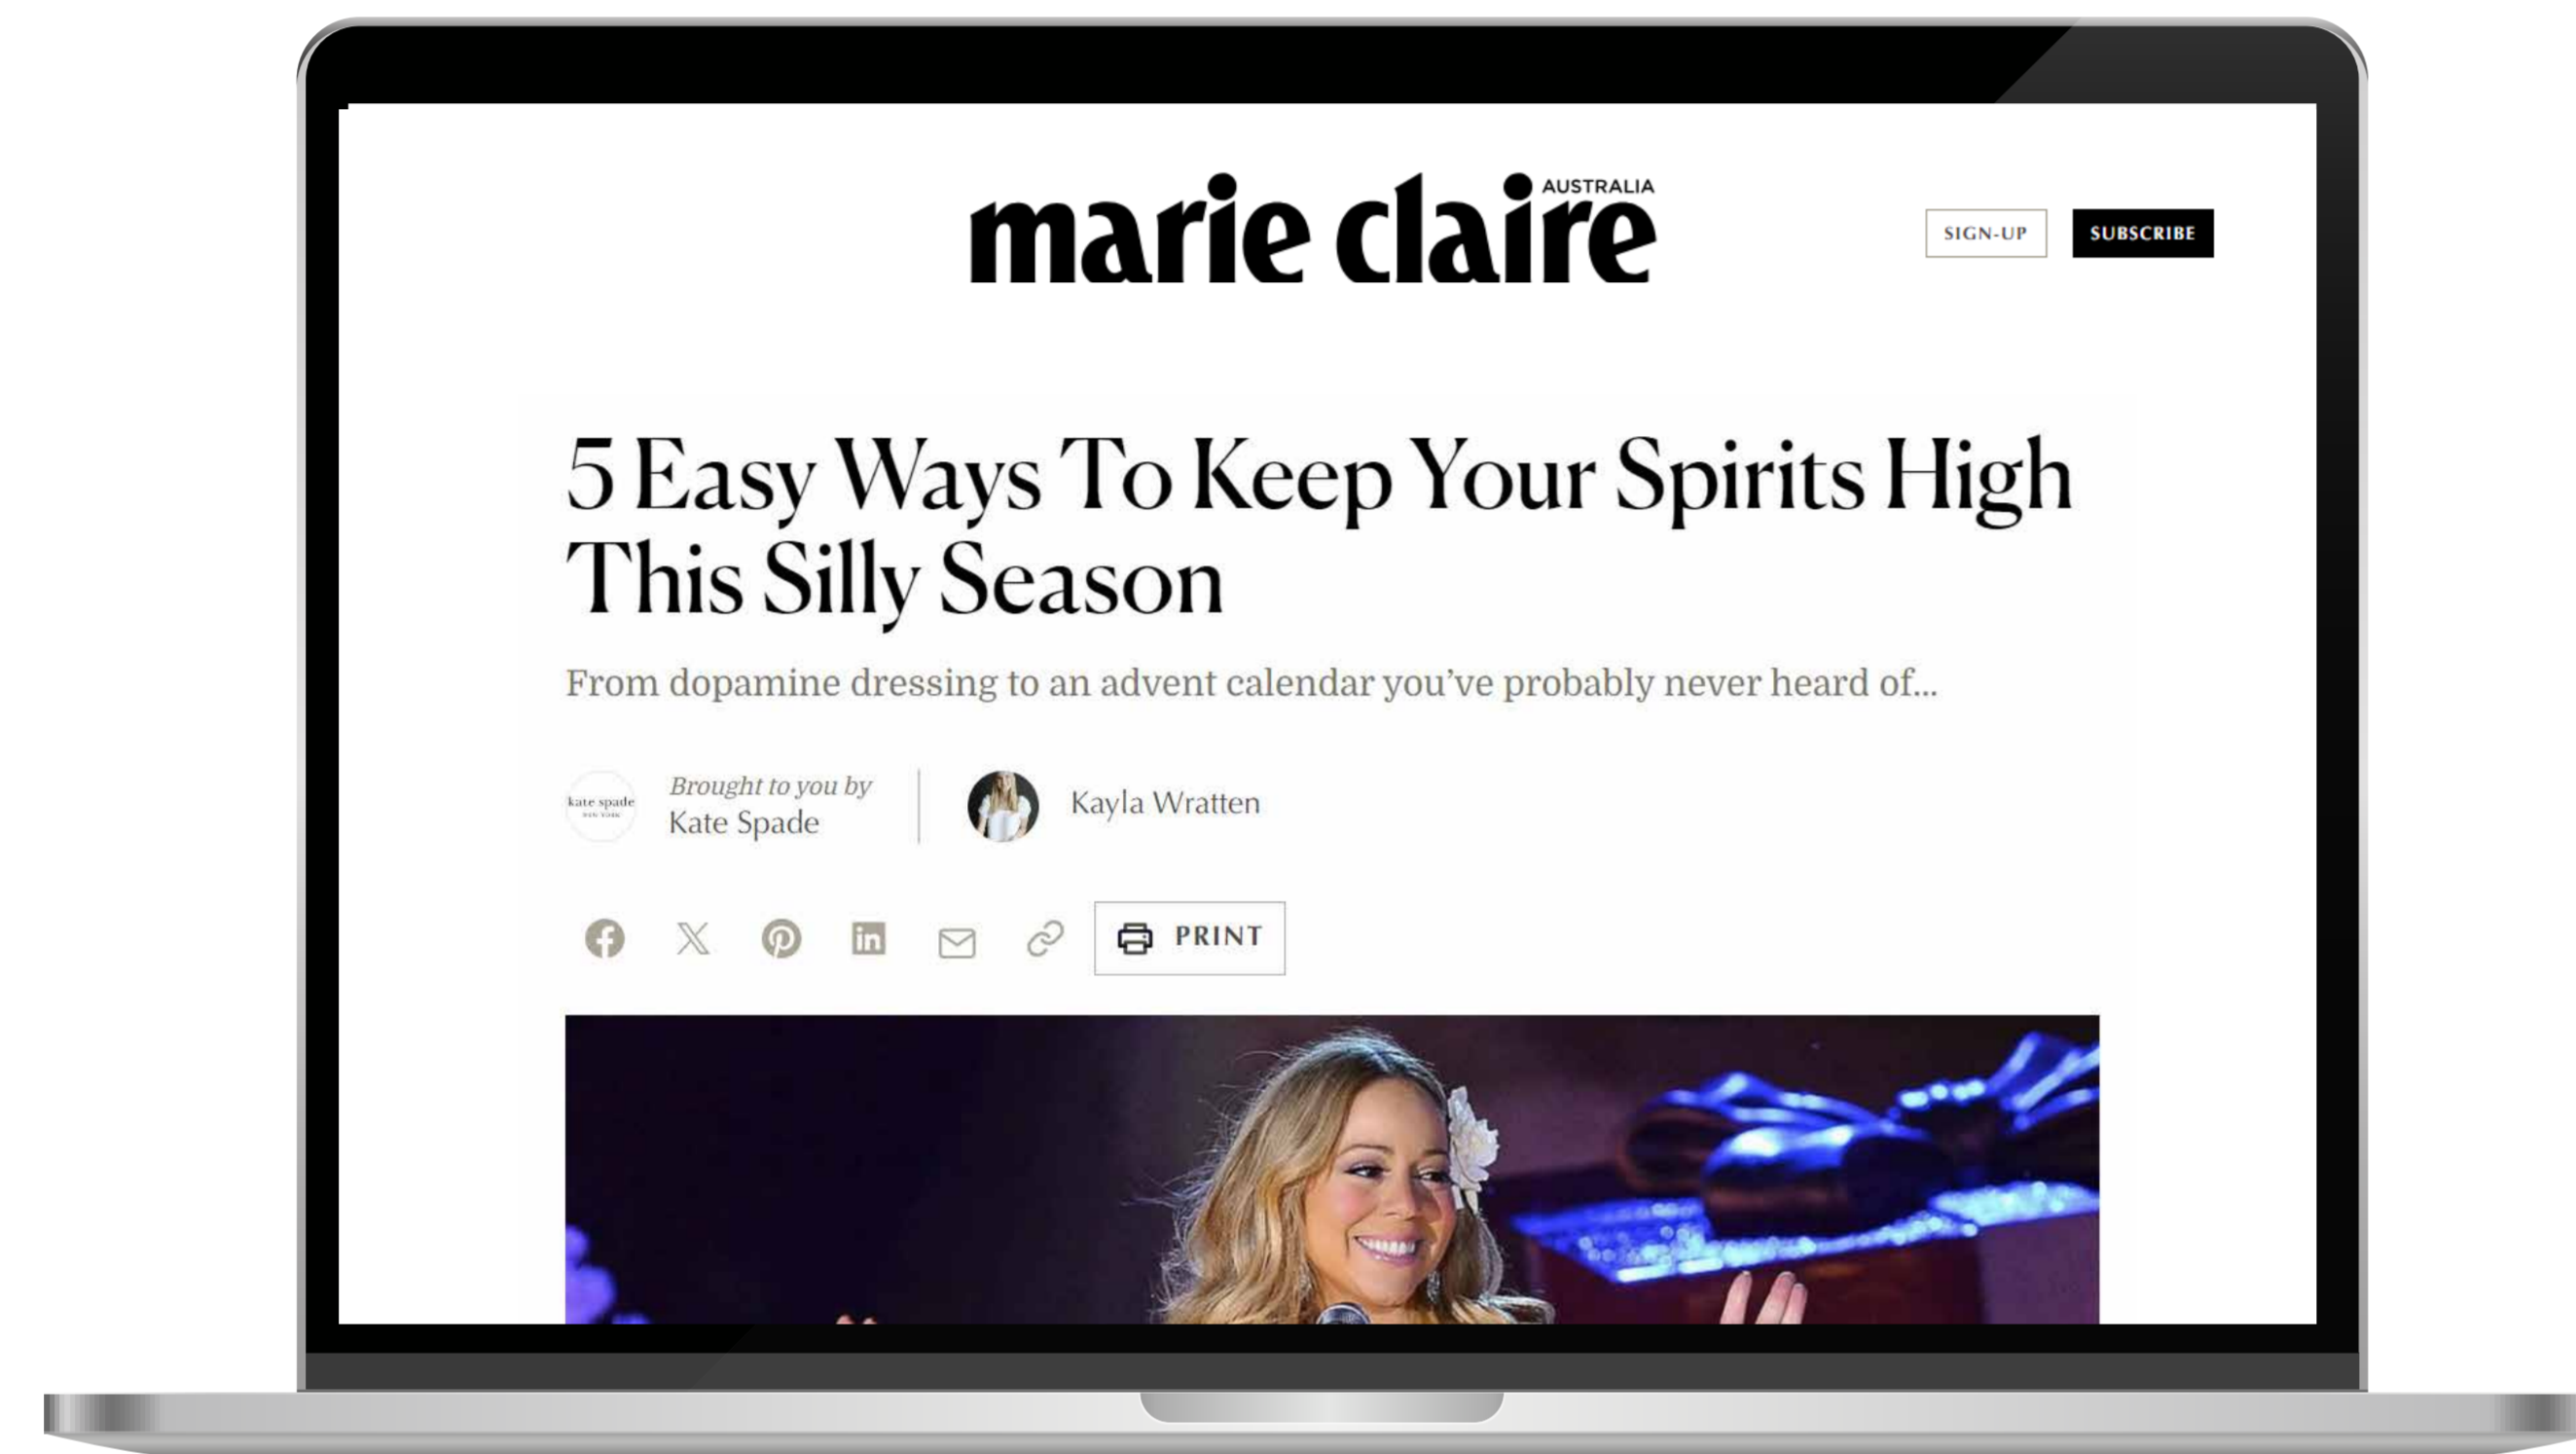 marie claire
AUSTRALIA
SIGN-UP
SUBSCRIBE
5 Easy Ways To Keep Your Spirits High
This Silly Season
From dopamine dressing to an advent calendar you've probably never heard of...
kate spade
NEW YORK
Brought to you by
Kate Spade
Kayla Wratten
PRINT